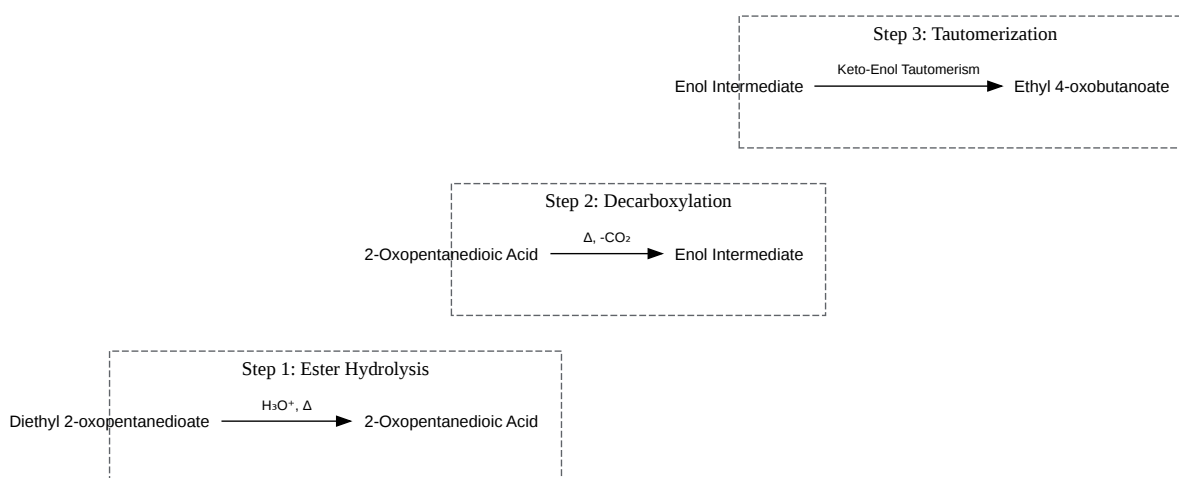 Step 3: Tautomerization
Keto-Enol Tautomerism
Enol Intermediate
Ethyl 4-oxobutanoate
Step 2: Decarboxylation
Δ, -CO₂
2-Oxopentanedioic Acid
Enol Intermediate
Step 1: Ester Hydrolysis
H₃O⁺, Δ
Diethyl 2-oxopentanedioate
2-Oxopentanedioic Acid